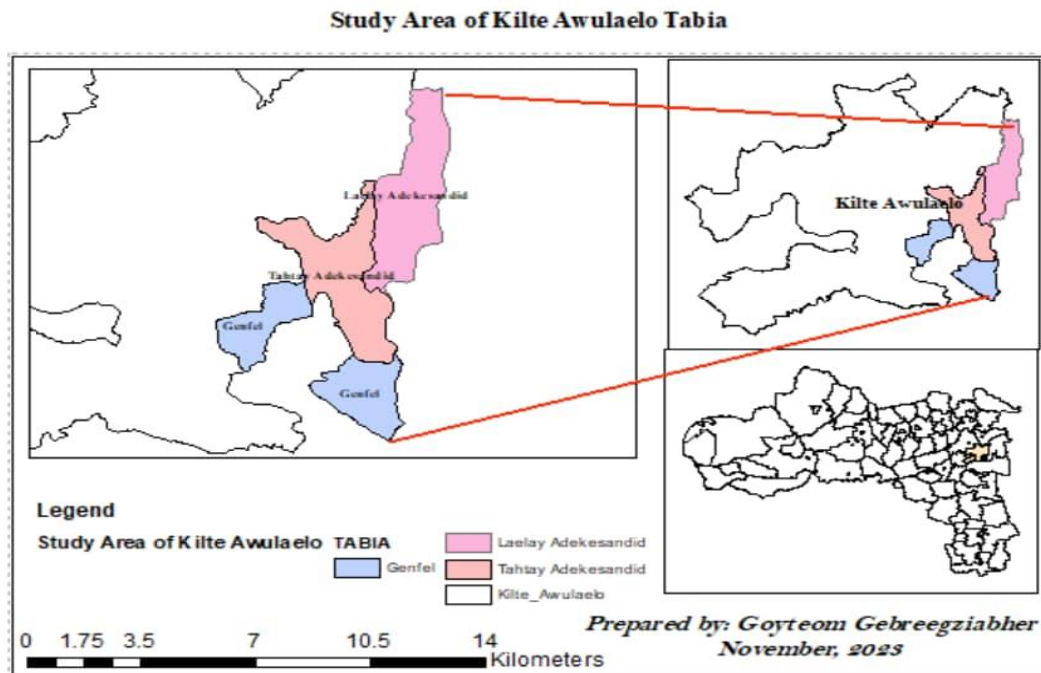 Study Area of Kilte Awulaelo Tabia
Laelay Adekesandid
Tahtay Adekesandid
Genfel
Genfel
Kilte Awulaelo
Legend
Study Area of Kilte Awulaelo TABIA
Genfel
Laelay Adekesandid
Tahtay Adekesandid
Kilte_Awulaelo
0 1.75 3.5 7 10.5 14
Kilometers
Prepared by: Goyteom Gebreegziabher
November, 2023